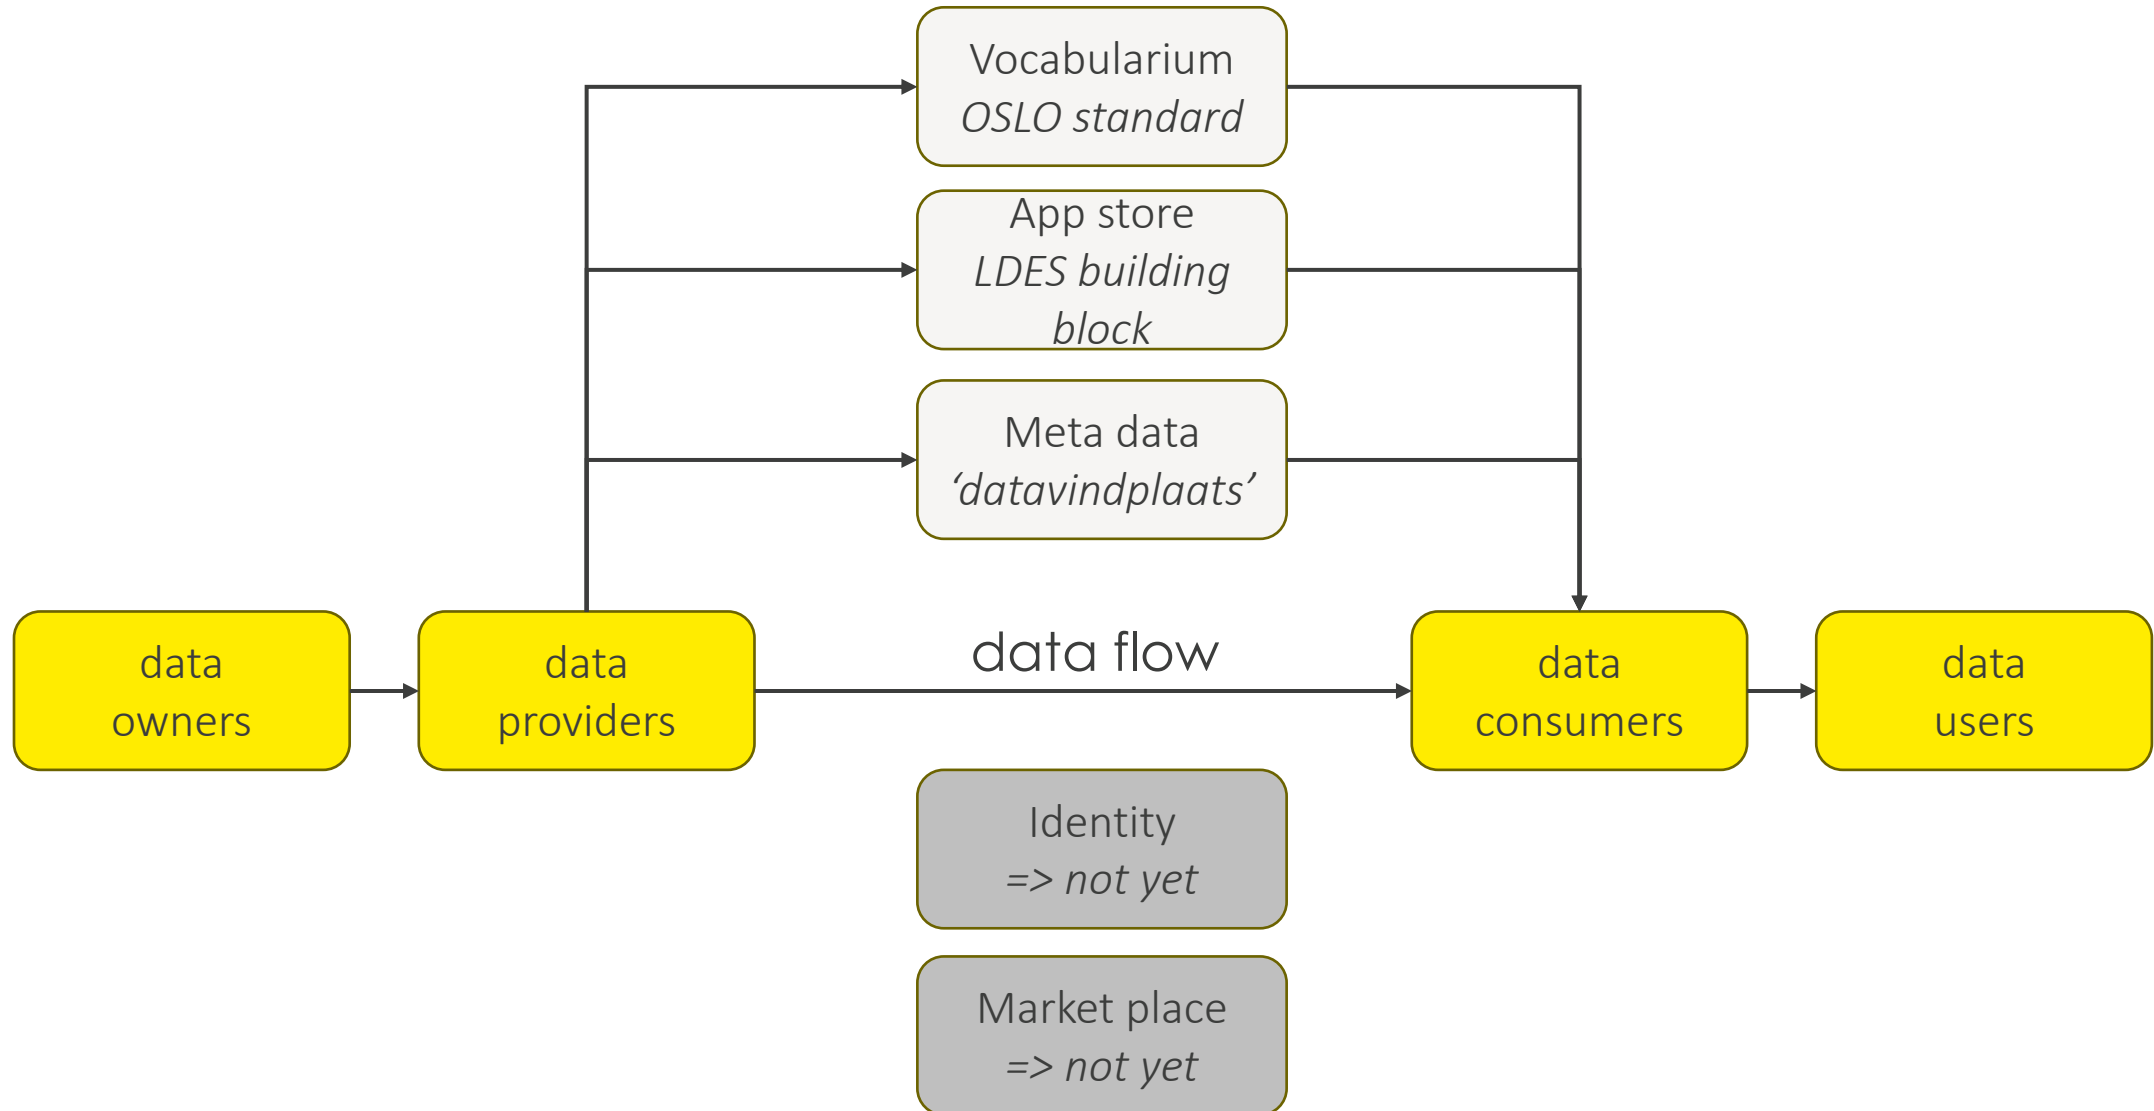 Vocabularium
OSLO standard
App store
LDES building
block
Meta data
‘datavindplaats’
data
owners
data
providers
data flow
data
consumers
data
users
Identity
=> not yet
Market place
=> not yet